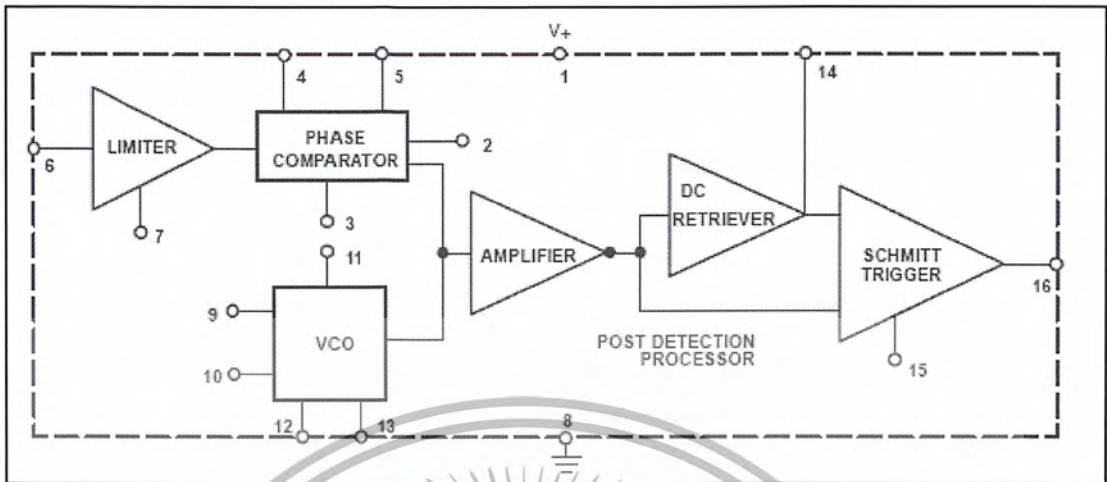 V+
4
5
1
14
LIMITER
PHASE
COMPARATOR
2
6
7
3
11
DC
RETRIEVER
AMPLIFIER
SCHMITT
TRIGGER
16
9
VCO
10
POST DETECTION
PROCESSOR
15
12
13
8